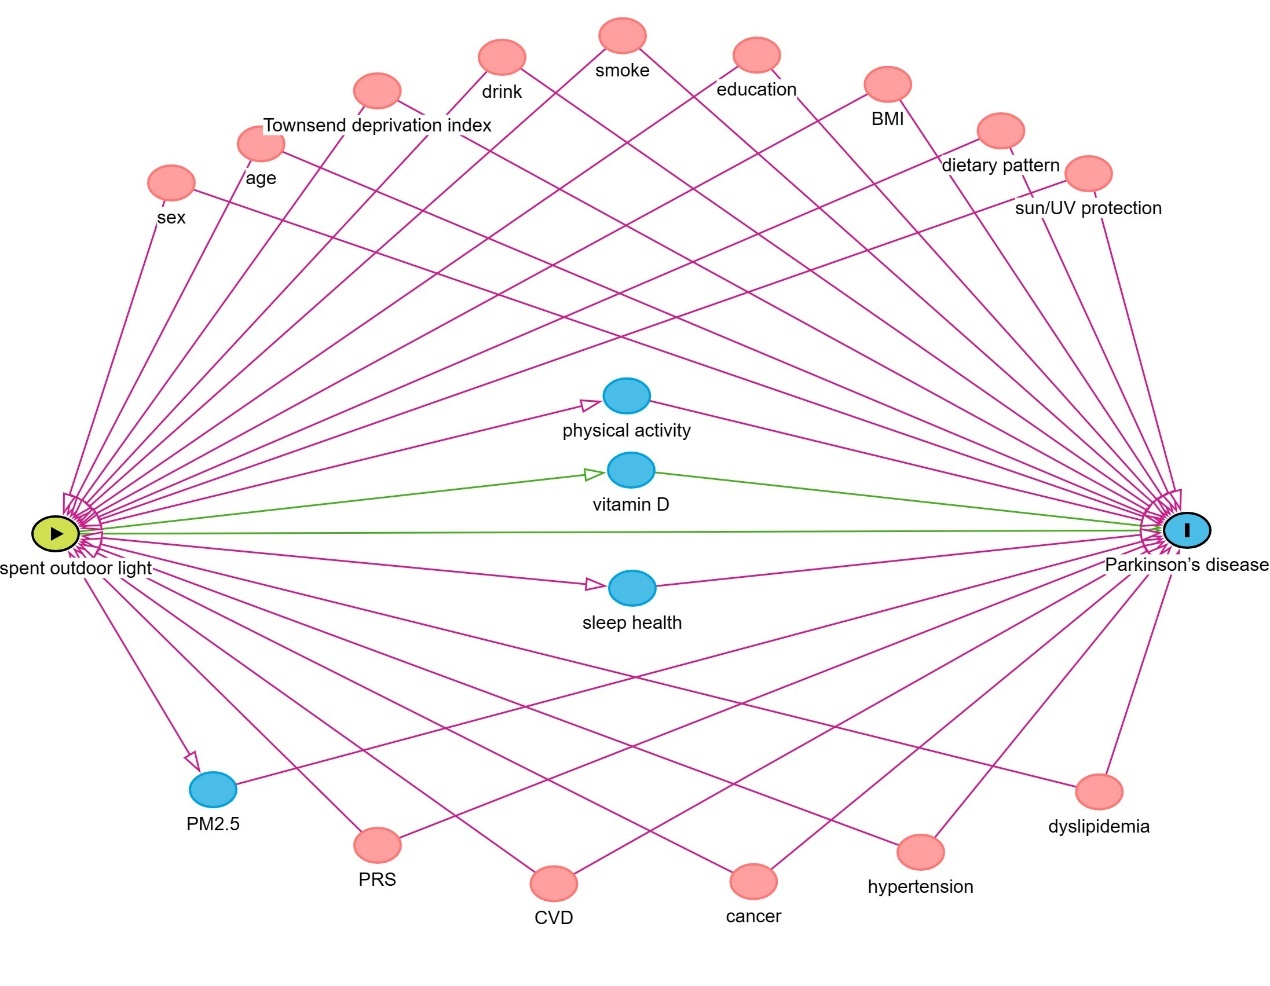 smoke
drink
education
BMI
Townsend deprivation index
dietary pattern
age
sun/UV protection
sex
physical activity
vitamin D
spent outdoor light
Parkinson's disease
sleep health
PM2.5
dyslipidemia
PRS
hypertension
CVD
cancer